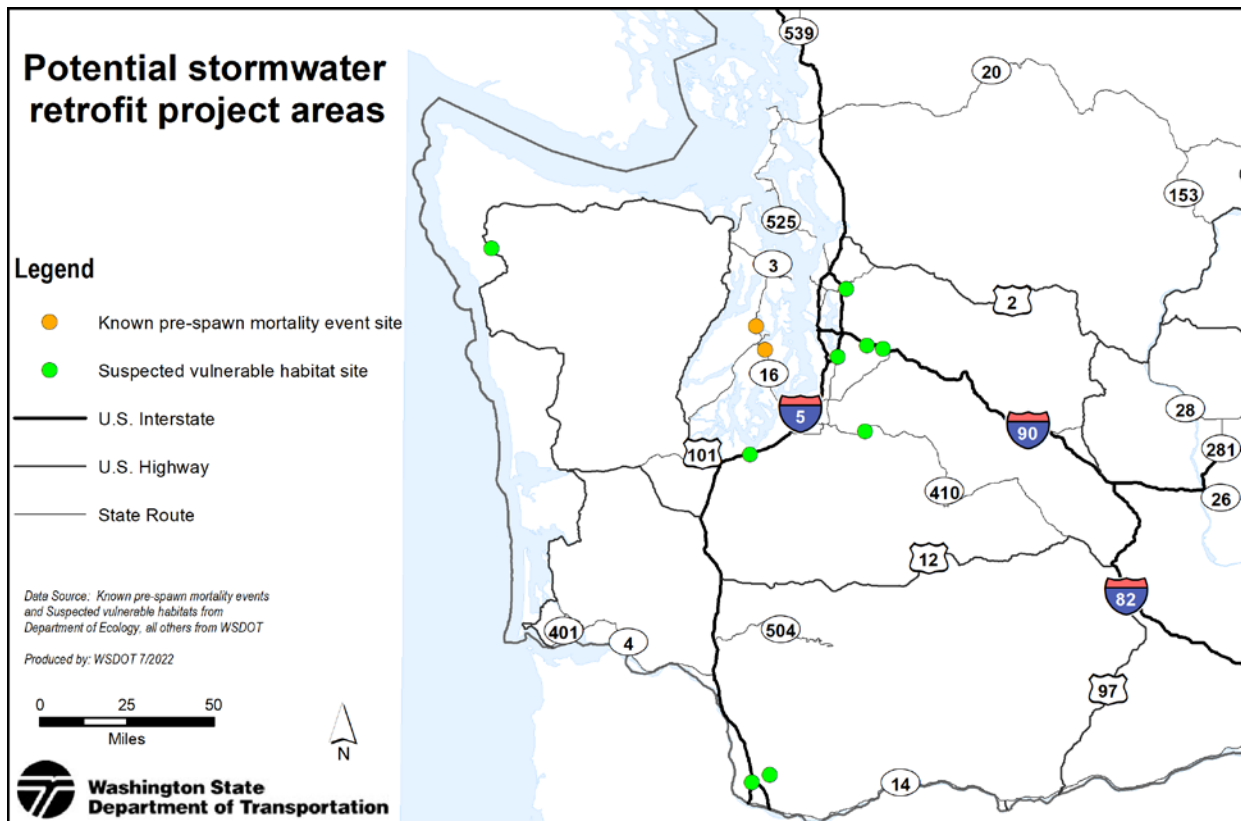 Potential stormwater
retrofit project areas
Legend
Known pre-spawn mortality event site
Suspected vulnerable habitat site
U.S. Interstate
U.S. Highway
State Route
Data Source: Known pre-spawn mortality events
and Suspected vulnerable habitats from
Department of Ecology, all others from WSDOT
Produced by: WSDOT 7/2022
0 25 50
Miles
N
Washington State
Department of Transportation
539
20
153
525
3
2
16
5
90
28
281
26
101
410
12
82
401
4
504
97
14